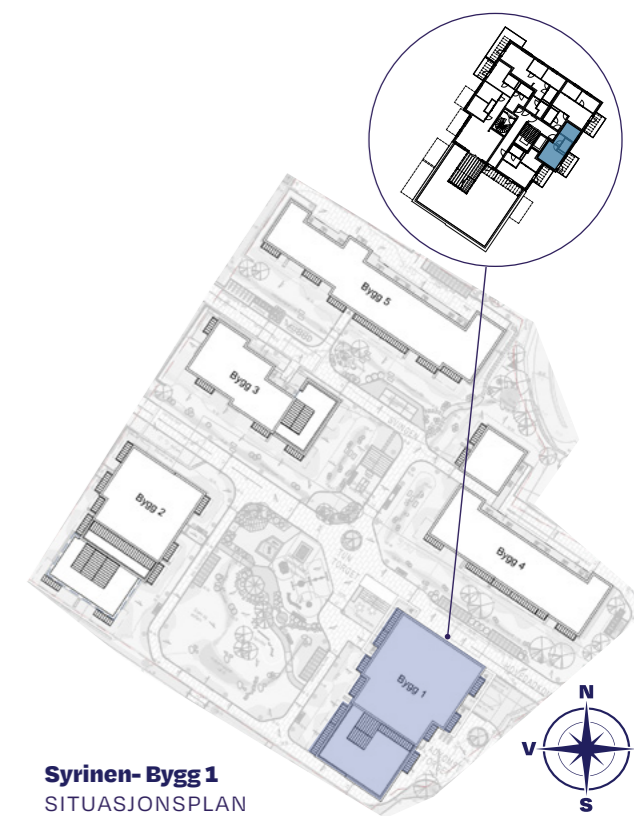 Bygg 5
Bygg 3
Bygg 2
Bygg 4
Bygg 1
N
V
S
Syrinen- Bygg 1
SITUASJONSPLAN